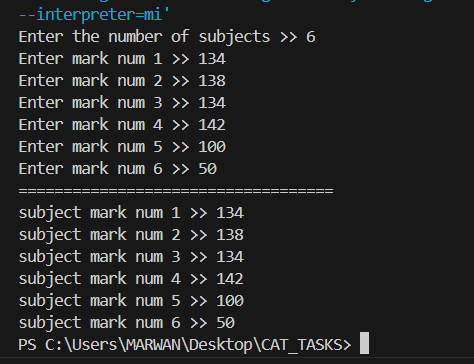 --interpreter=mi'
Enter the number of subjects >> 6
Enter mark num 1 >> 134
Enter mark num 2 >> 138
Enter mark num 3 >> 134
Enter mark num 4 >> 142
Enter mark num 5 >> 100
Enter mark num 6 >> 50
===================================
subject mark num 1 >> 134
subject mark num 2 >> 138
subject mark num 3 >> 134
subject mark num 4 >> 142
subject mark num 5 >> 100
subject mark num 6 >> 50
PS C:\Users\MARWAN\Desktop\CAT_TASKS>